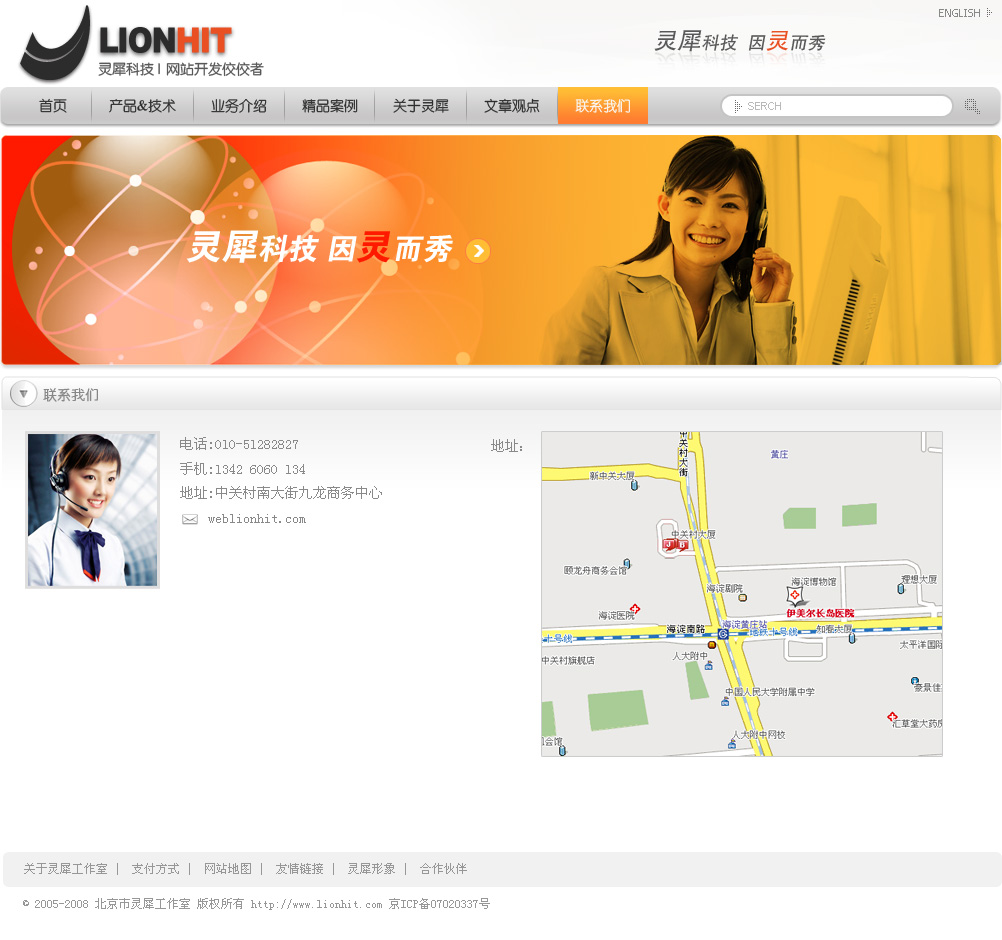 ENGLISH
LIONHIT
灵犀科技 | 网站开发佼佼者
灵犀科技 因灵而秀
首页 产品&技术 业务介绍 精品案例 关于灵犀 文章观点 联系我们 SERCH
灵犀科技 因灵而秀
联系我们
电话:010-51282827
手机:1342 6060 134
地址:中关村南大街九龙商务中心
weblionhit.com
地址:
中关村大街
黄庄
新中关大厦
中关村大厦
颐龙舟商务会馆
海淀剧院
海淀博物馆
理想大厦
海淀医院
伊美尔长岛医院
海淀南路
海淀黄庄站
地铁十号线
知春大厦
十号线
太平洋国际
中关村旗舰店
人大附中
豪景佳
中国人民大学附属中学
汇草堂大药房
人大附中网校
会馆
关于灵犀工作室 | 支付方式 | 网站地图 | 友情链接 | 灵犀形象 | 合作伙伴
© 2005-2008 北京市灵犀工作室 版权所有 http://www.lionhit.com 京ICP备07020337号